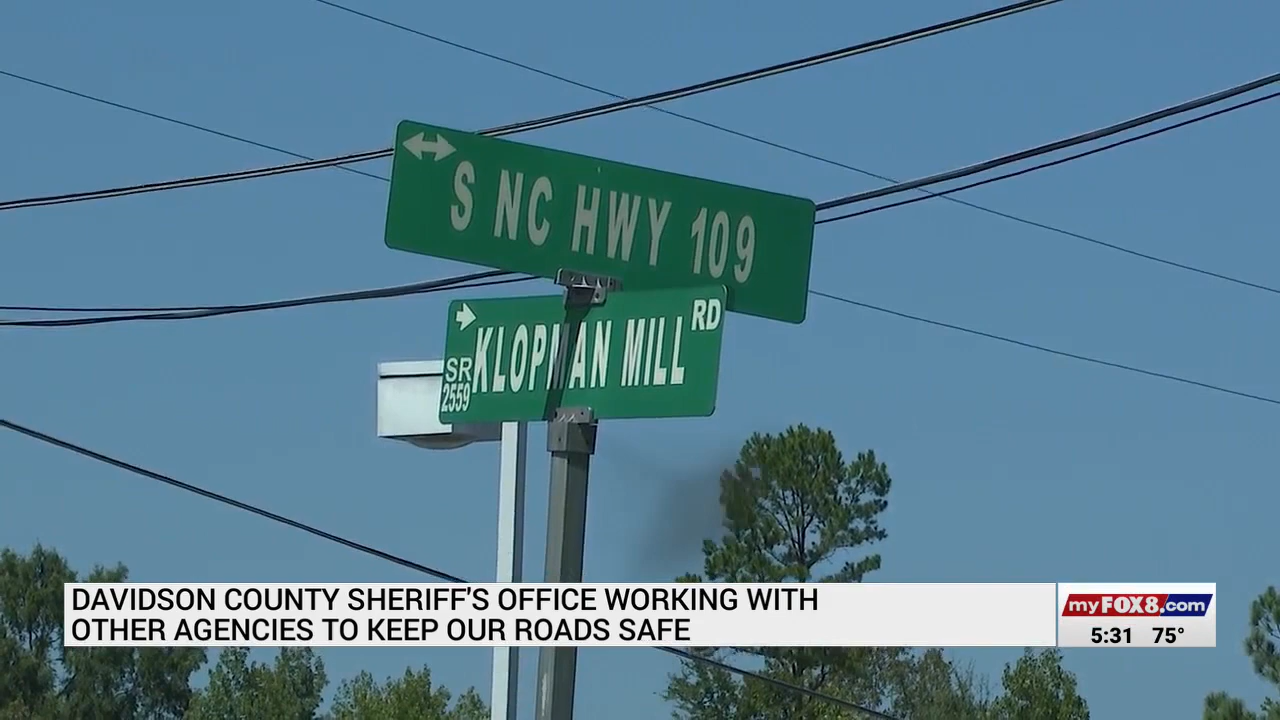 S NC HWY 109
KLOPMAN MILL RD
SR 2559
DAVIDSON COUNTY SHERIFF'S OFFICE WORKING WITH
OTHER AGENCIES TO KEEP OUR ROADS SAFE
myFOX8.com
5:31 75°